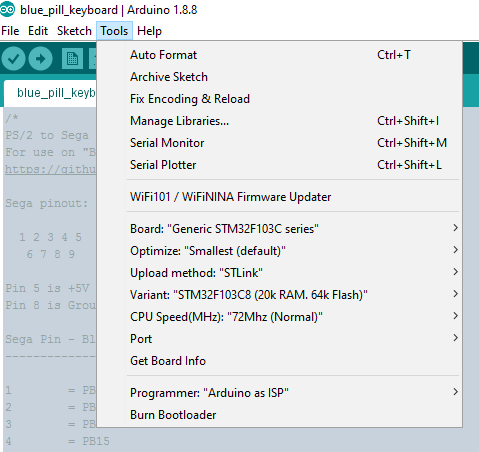 blue_pill_keyboard | Arduino 1.8.8
File Edit Sketch Tools Help
Auto Format Ctrl+T
Archive Sketch
Fix Encoding & Reload
Manage Libraries... Ctrl+Shift+I
Serial Monitor Ctrl+Shift+M
Serial Plotter Ctrl+Shift+L
WiFi101 / WiFiNINA Firmware Updater
Board: "Generic STM32F103C series"
Optimize: "Smallest (default)"
Upload method: "STLink"
Variant: "STM32F103C8 (20k RAM. 64k Flash)"
CPU Speed(MHz): "72Mhz (Normal)"
Port
Get Board Info
Programmer: "Arduino as ISP"
Burn Bootloader
blue_pill_keyb
/*
PS/2 to Sega
For use on "B
https://githu
Sega pinout:
1 2 3 4 5
6 7 8 9
Pin 5 is +5V
Pin 8 is Grou
Sega Pin - Bl
-------------
1 = PB
2 = PB
3 = PB
4 = PB15